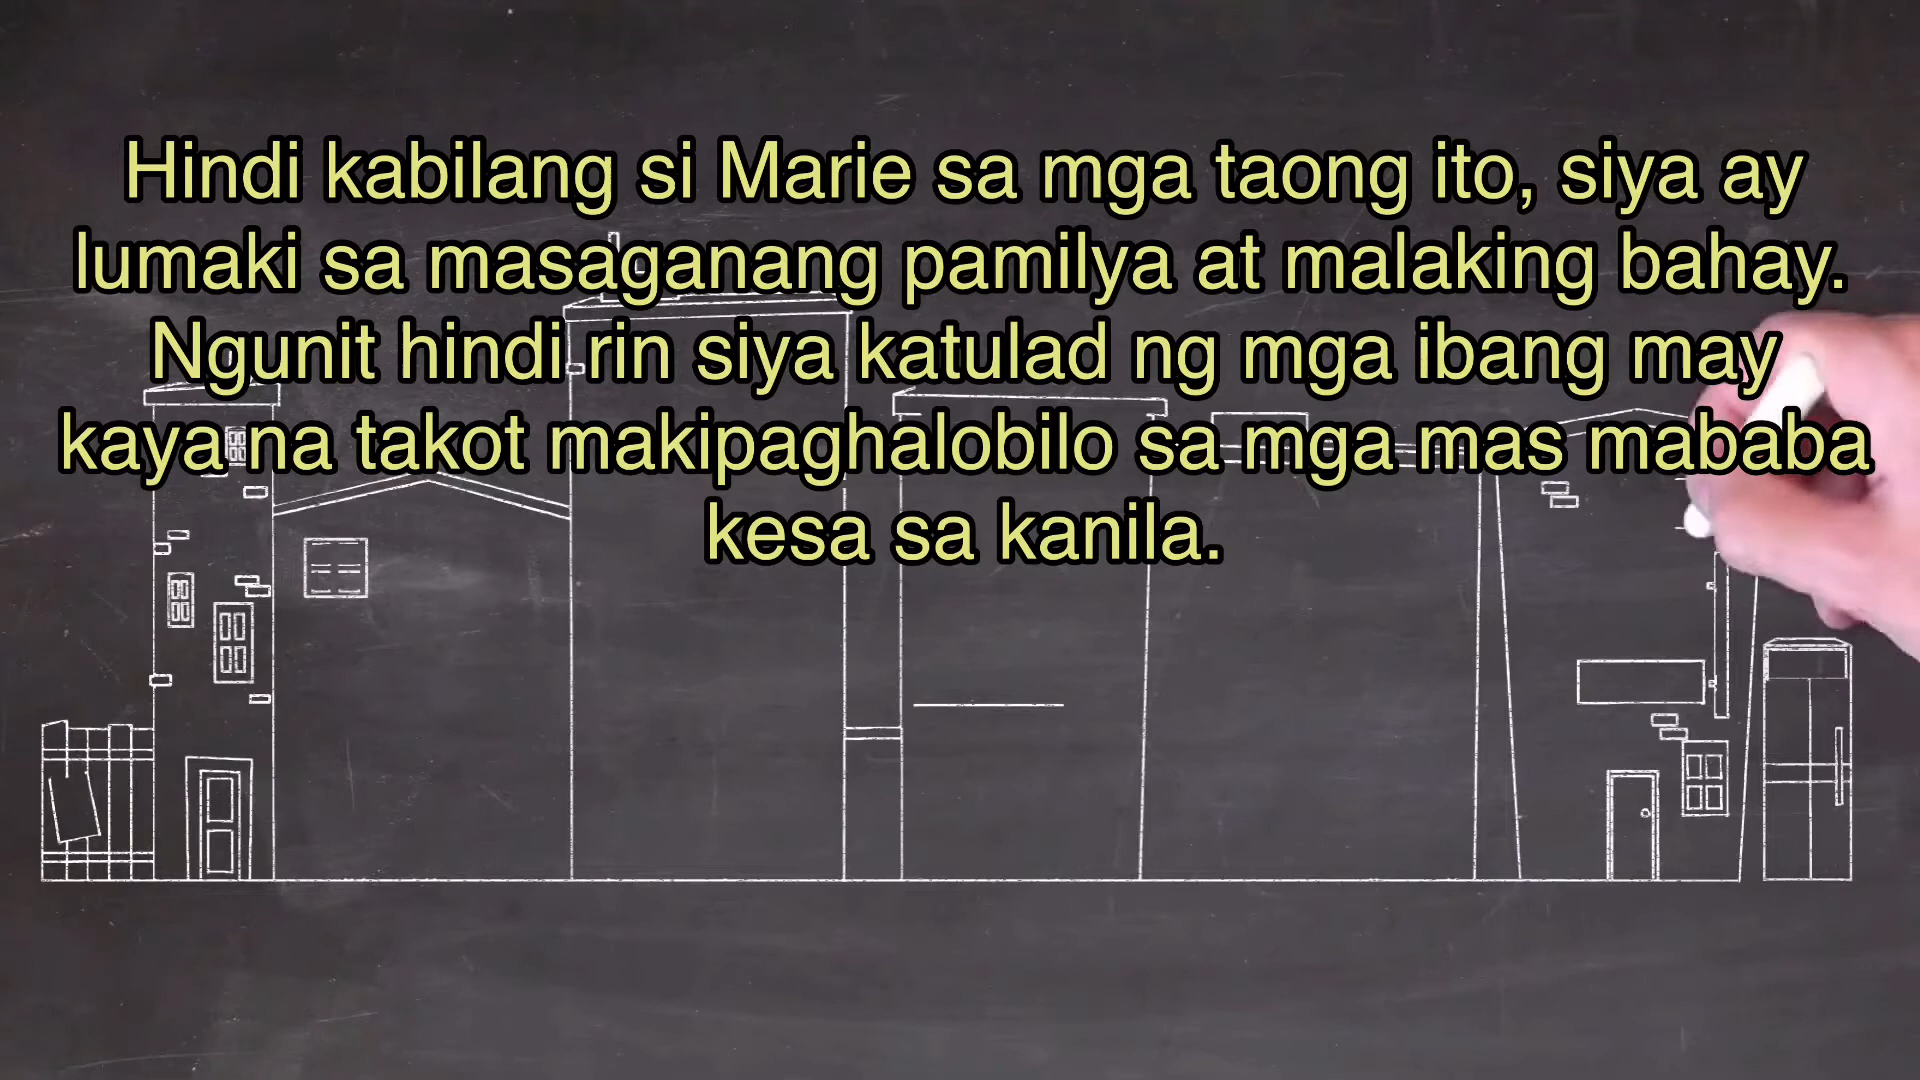 Hindi kabilang si Marie sa mga taong ito, siya ay
lumaki sa masaganang pamilya at malaking bahay.
Ngunit hindi rin siya katulad ng mga ibang may
kaya na takot makipaghalobilo sa mga mas mababa
kesa sa kanila.